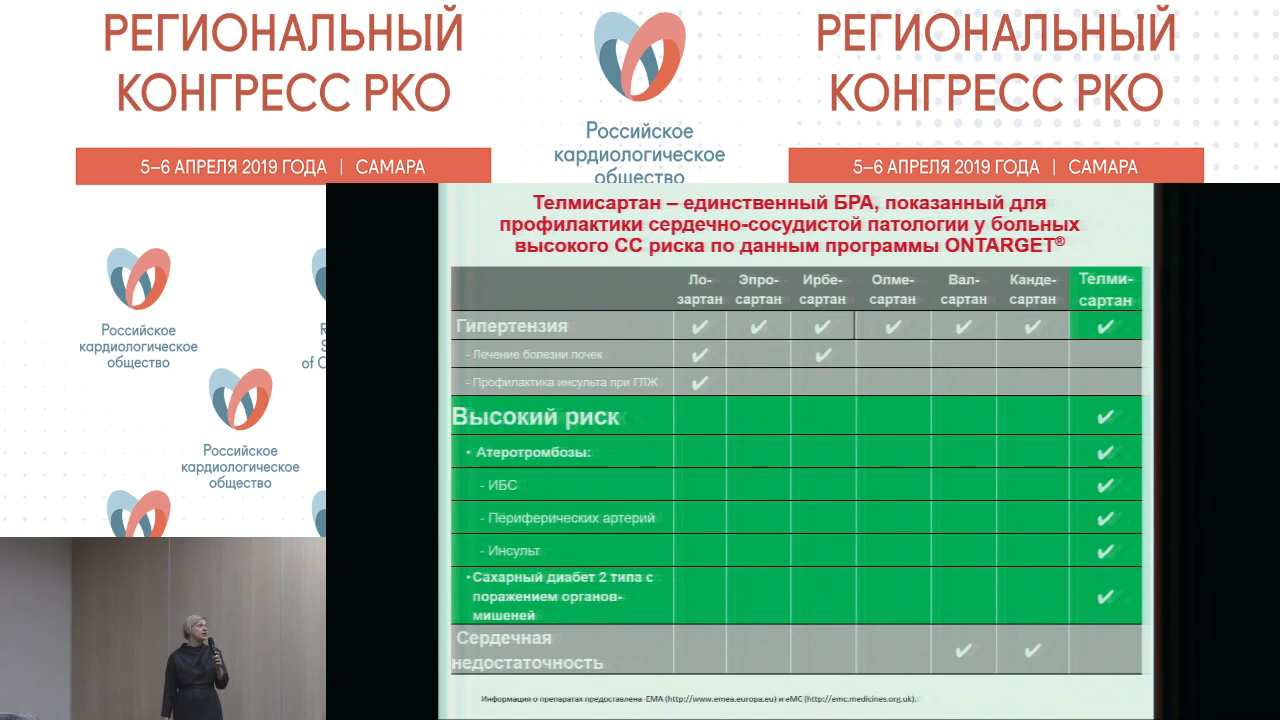 РЕГИОНАЛЬНЫЙ
КОНГРЕСС РКО
5–6 АПРЕЛЯ 2019 ГОДА | САМАРА
Российское
кардиологическое
общество
РЕГИОНАЛЬНЫЙ
КОНГРЕСС РКО
5–6 АПРЕЛЯ 2019 ГОДА | САМАРА
Российское
кардиологическое
общество
of C
Российское
кардиологическое
общество
Телмисартан – единственный БРА, показанный для
профилактики сердечно-сосудистой патологии у больных
высокого СС риска по данным программы ONTARGET®
Ло-
сартан
Эпро-
сартан
Ирбе-
сартан
Олме-
сартан
Вал-
сартан
Канде-
сартан
Телми-
сартан
Гипертензия ✔ ✔ ✔ ✔ ✔ ✔ ✔
- Лечение болезни почек ✔ ✔
- Профилактика инсульта при ГЛЖ ✔
Высокий риск ✔
• Атеротромбозы: ✔
- ИБС ✔
- Периферических артерий ✔
- Инсульт ✔
• Сахарный диабет 2 типа с
поражением органов-
мишеней ✔
Сердечная
недостаточность ✔ ✔
Информация о препаратах предоставлена EMA (http://www.emea.europa.eu) и eMC (http://emc.medicines.org.uk).